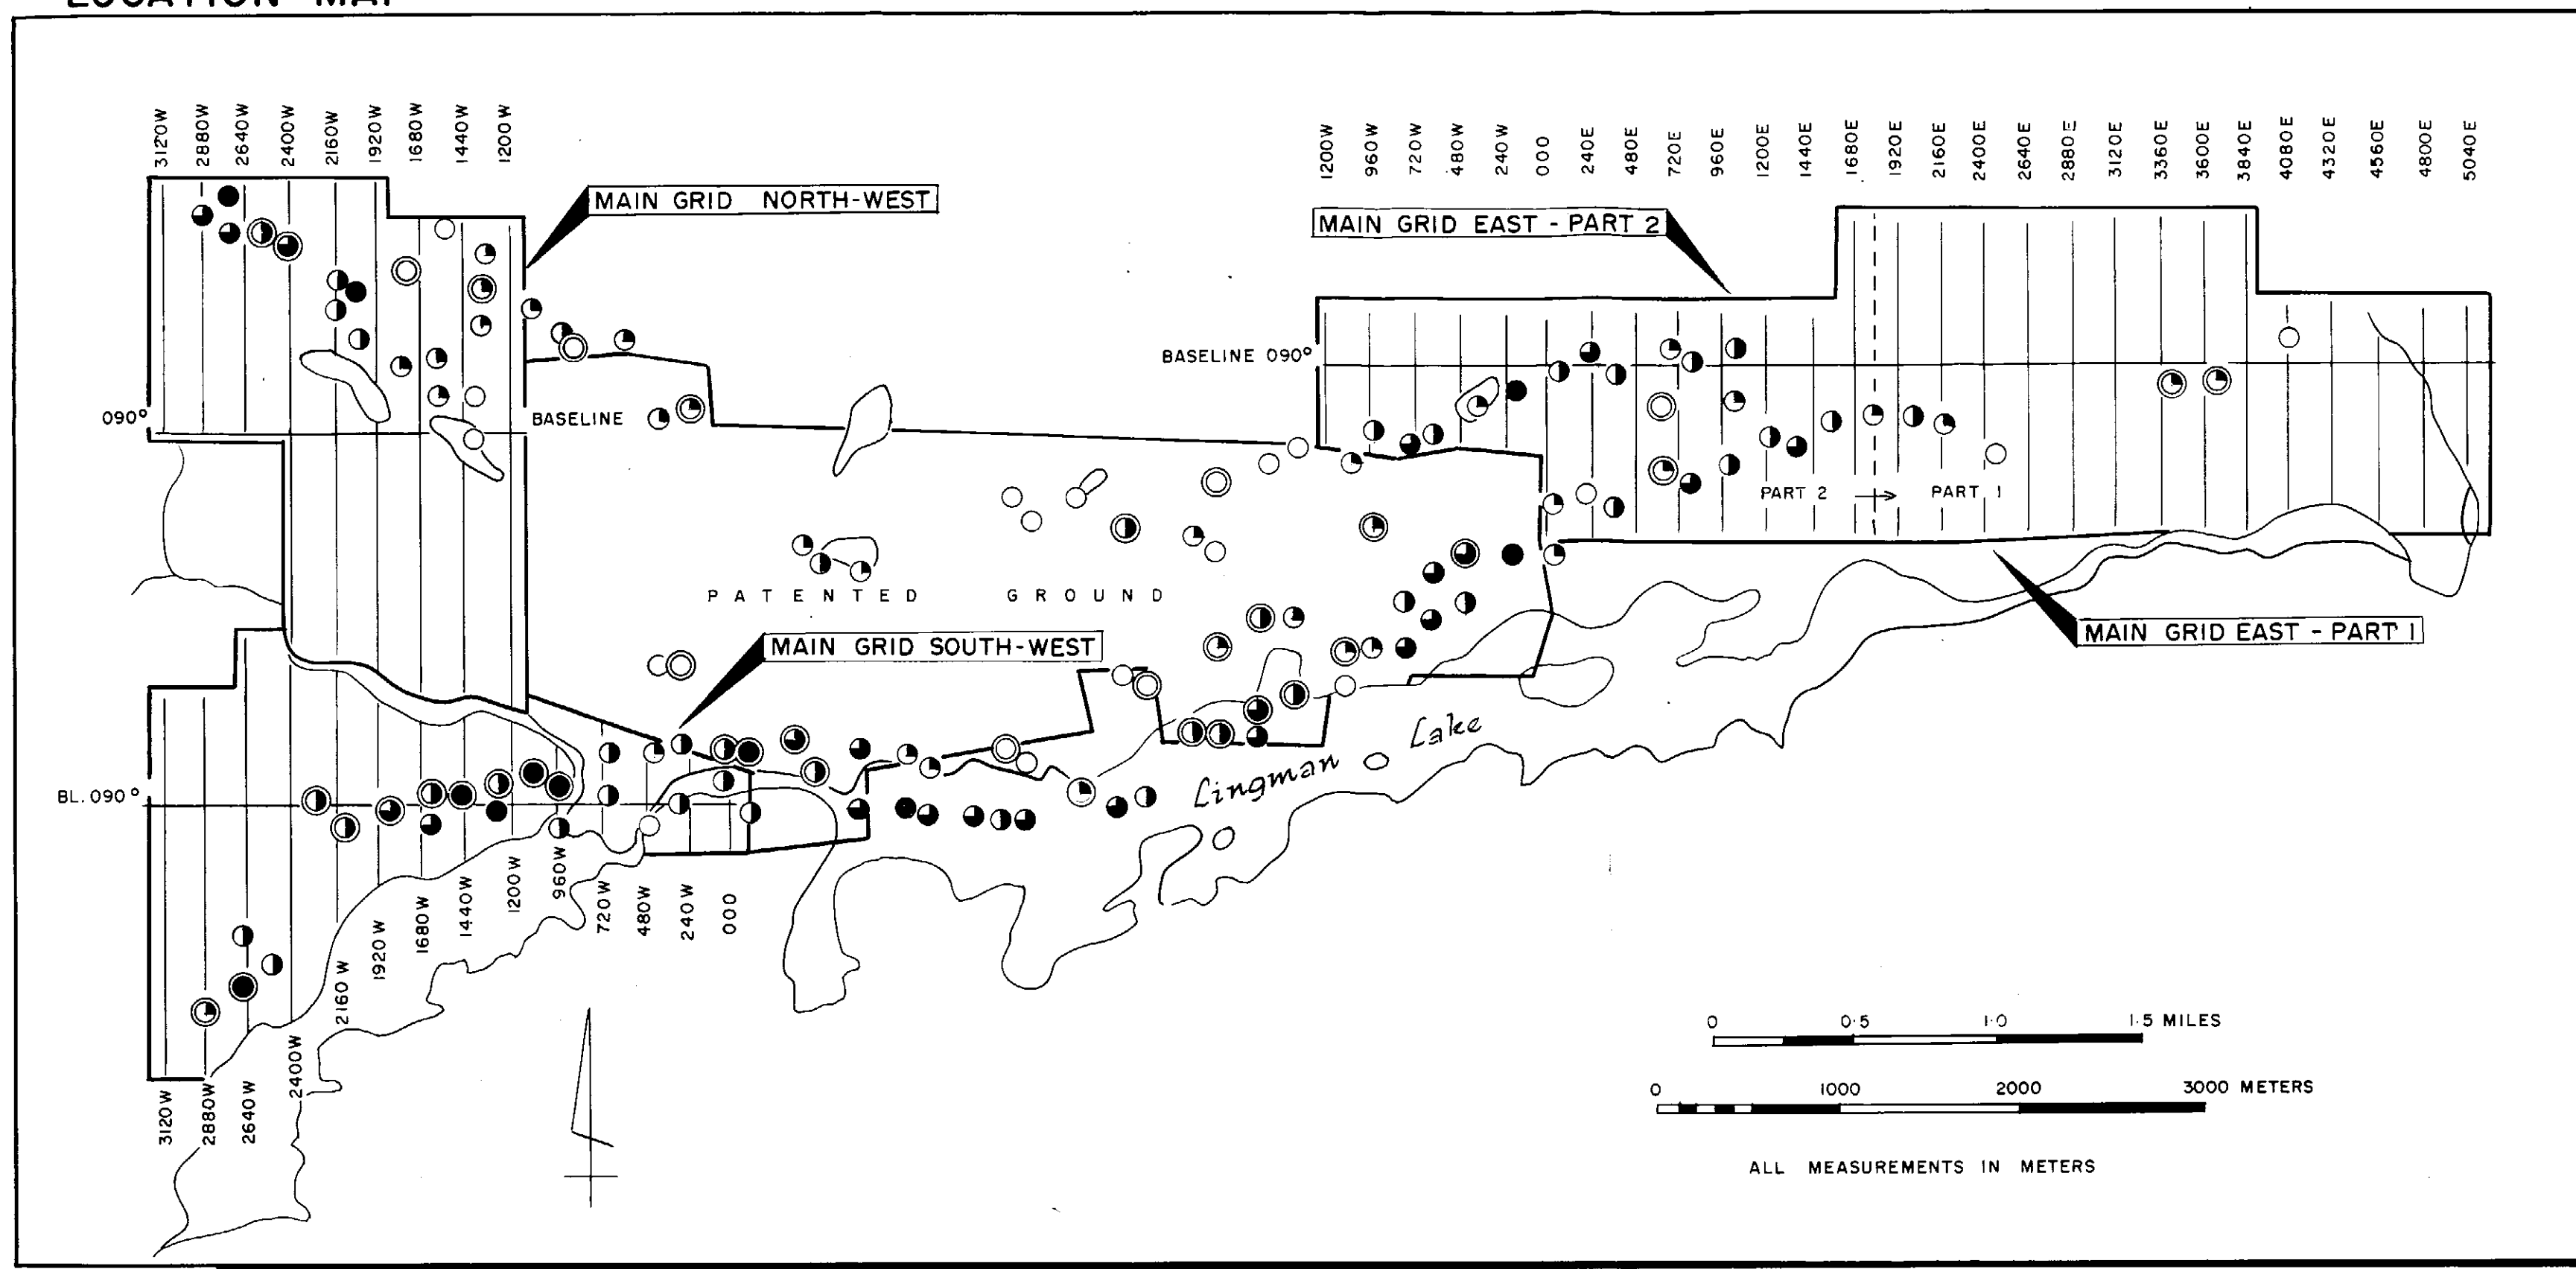 LOCATION MAP
3120W 2880W 2640W 2400W 2160W 1920W 1680W 1440W 1200W
1200W 960W 720W 480W 240W 000 240E 480E 720E 960E 1200E 1440E 1680E 1920E 2160E 2400E 2640E 2880E 3120E 3360E 3600E 3840E 4080E 4320E 4560E 4800E 5040E
MAIN GRID NORTH-WEST
MAIN GRID EAST - PART 2
BASELINE 090°
090°
BASELINE
PART 2
PART 1
PATENTED GROUND
MAIN GRID SOUTH-WEST
MAIN GRID EAST - PART 1
Lingman Lake
BL. 090°
3120W 2880W 2640W 2400W 2160W 1920W 1680W 1440W 1200W 960W 720W 480W 240W 000
0 0·5 1·0 1·5 MILES
0 1000 2000 3000 METERS
ALL MEASUREMENTS IN METERS